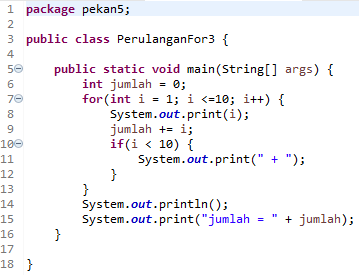 1 package pekan5;
2
3 public class PerulanganFor3 {
4
5 public static void main(String[] args) {
6 int jumlah = 0;
7 for(int i = 1; i <=10; i++) {
8 System.out.print(i);
9 jumlah += i;
10 if(i < 10) {
11 System.out.print(" + ");
12 }
13 }
14 System.out.println();
15 System.out.print("jumlah = " + jumlah);
16 }
17
18 }